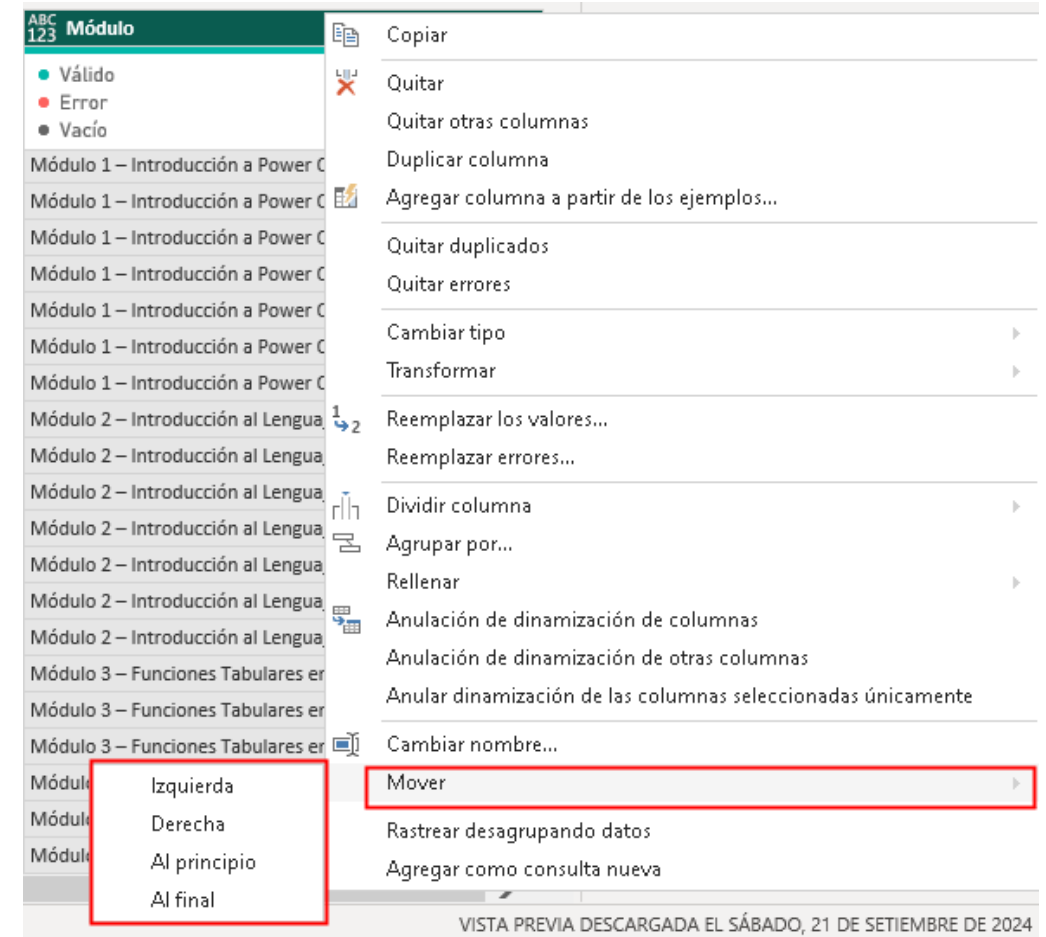 ABC
123 Módulo
Válido
Error
Vacío
Módulo 1 – Introducción a Power
Módulo 1 – Introducción a Power
Módulo 1 – Introducción a Power
Módulo 1 – Introducción a Power
Módulo 1 – Introducción a Power
Módulo 1 – Introducción a Power
Módulo 1 – Introducción a Power
Módulo 2 – Introducción al Lengua
Módulo 2 – Introducción al Lengua
Módulo 2 – Introducción al Lengua
Módulo 2 – Introducción al Lengua
Módulo 2 – Introducción al Lengua
Módulo 2 – Introducción al Lengua
Módulo 2 – Introducción al Lengua
Módulo 3 – Funciones Tabulares er
Módulo 3 – Funciones Tabulares er
Módulo 3 – Funciones Tabulares er
Módul
Módul
Módul
Copiar
Quitar
Quitar otras columnas
Duplicar columna
Agregar columna a partir de los ejemplos...
Quitar duplicados
Quitar errores
Cambiar tipo
Transformar
1
2
Reemplazar los valores...
Reemplazar errores...
Dividir columna
Agrupar por...
Rellenar
Anulación de dinamización de columnas
Anulación de dinamización de otras columnas
Anular dinamización de las columnas seleccionadas únicamente
Cambiar nombre...
Mover
Rastrear desagrupando datos
Agregar como consulta nueva
Izquierda
Derecha
Al principio
Al final
VISTA PREVIA DESCARGADA EL SÁBADO, 21 DE SETIEMBRE DE 2024